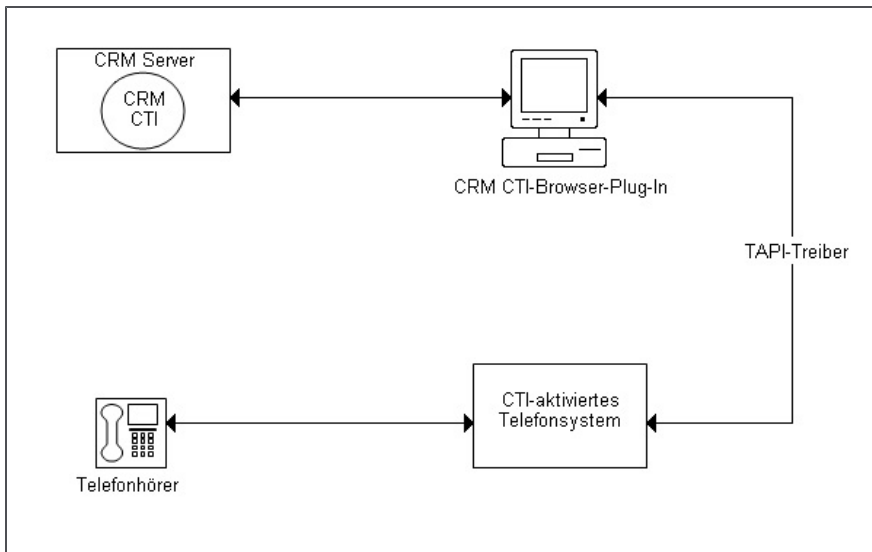 CRM Server
CRM
CTI
CRM CTI-Browser-Plug-In
TAPI-Treiber
CTI-aktiviertes
Telefonsystem
Telefonhörer